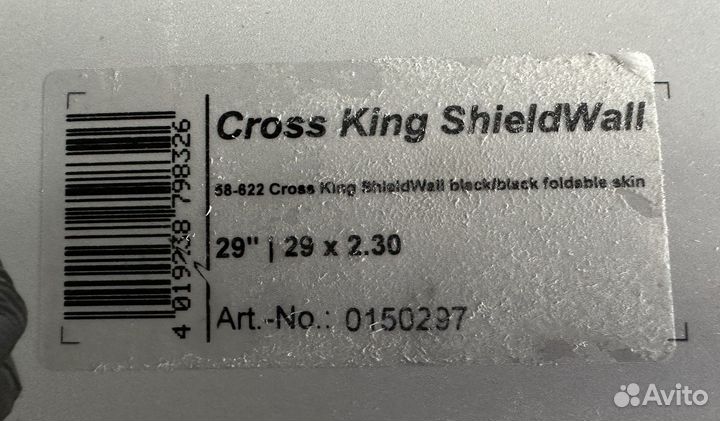 Cross King ShieldWall
58-622 Cross King ShieldWall black/black foldable skin
29" | 29 x 2.30
Art.-No.: 0150297
4 019238 798326
Avito